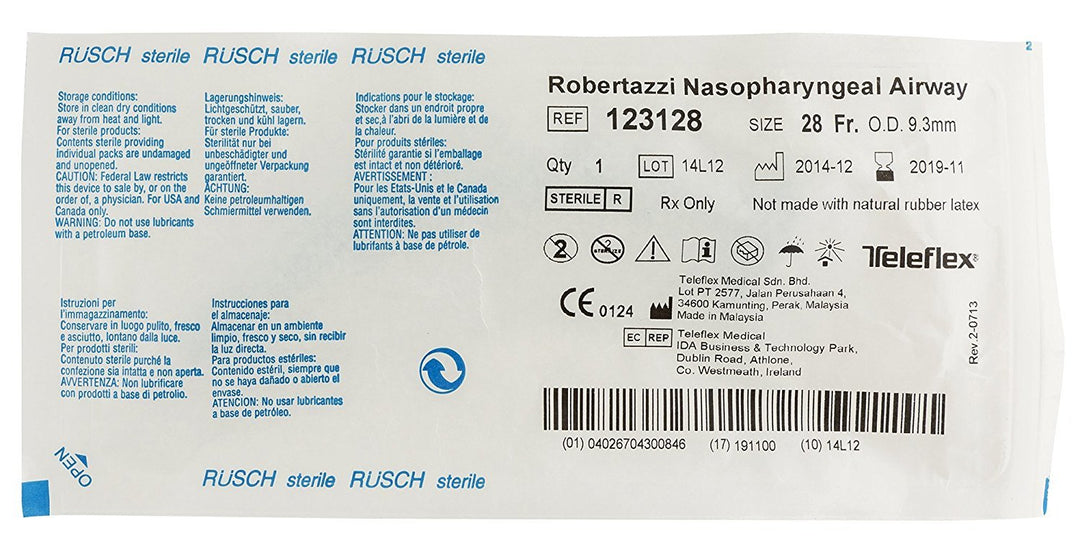 RÜSCH sterile RÜSCH sterile RÜSCH sterile
Storage conditions:
Store in clean dry conditions
away from heat and light.
For sterile products:
Contents sterile providing
individual packs are undamaged
and unopened.
CAUTION: Federal Law restricts
this device to sale by, or on the
order of, a physician. For USA and
Canada only.
WARNING: Do not use lubricants
with a petroleum base.
Lagerungshinweis:
Lichtgeschützt, sauber,
trocken und kühl lagern.
Für sterile Produkte:
Sterilität nur bei
unbeschädigter und
ungeöffneter Verpackung
garantiert.
ACHTUNG:
Keine petroleumhaltigen
Schmiermittel verwenden.
Indications pour le stockage:
Stocker dans un endroit propre
et sec,à l'abri de la lumière et de
la chaleur.
Pour produits stériles:
Stérilité garantie si l'emballage
est intact et non détérioré.
AVERTISSEMENT :
Pour les Etats-Unis et le Canada
uniquement, la vente et l'utilisation
sans l'autorisation d'un médecin
sont interdites.
ATTENTION: Ne pas utiliser de
lubrifants à base de pétrole.
Istruzioni per
l'immagazzinamento:
Conservare in luogo pulito, fresco
e asciutto, lontano dalla luce.
Per prodotti sterili:
Contenuto sterile purché la
confezione sia intatta e non aperta.
AVVERTENZA: Non lubrificare
con prodotti a base di petrolio.
Instrucciones para
el almacenaje:
Almacenar en un ambiente
limpio, fresco y seco, sin recibir
la luz directa.
Para productos estériles:
Contenido estéril, siempre que
no se haya dañado o abierto el
envase.
ATENCION: No usar lubricantes
a base de petróleo.
OPEN
RÜSCH sterile RÜSCH sterile
2
Robertazzi Nasopharyngeal Airway
REF 123128 SIZE 28 Fr. O.D. 9.3mm
Qty 1 LOT 14L12 2014-12 2019-11
STERILE R Rx Only Not made with natural rubber latex
2 STERILIZE i Teleflex®
CE 0124
Teleflex Medical Sdn. Bhd.
Lot PT 2577, Jalan Perusahaan 4,
34600 Kamunting, Perak, Malaysia
Made in Malaysia
EC REP
Teleflex Medical
IDA Business & Technology Park,
Dublin Road, Athlone,
Co. Westmeath, Ireland
Rev.2-0713
(01) 04026704300846 (17) 191100 (10) 14L12